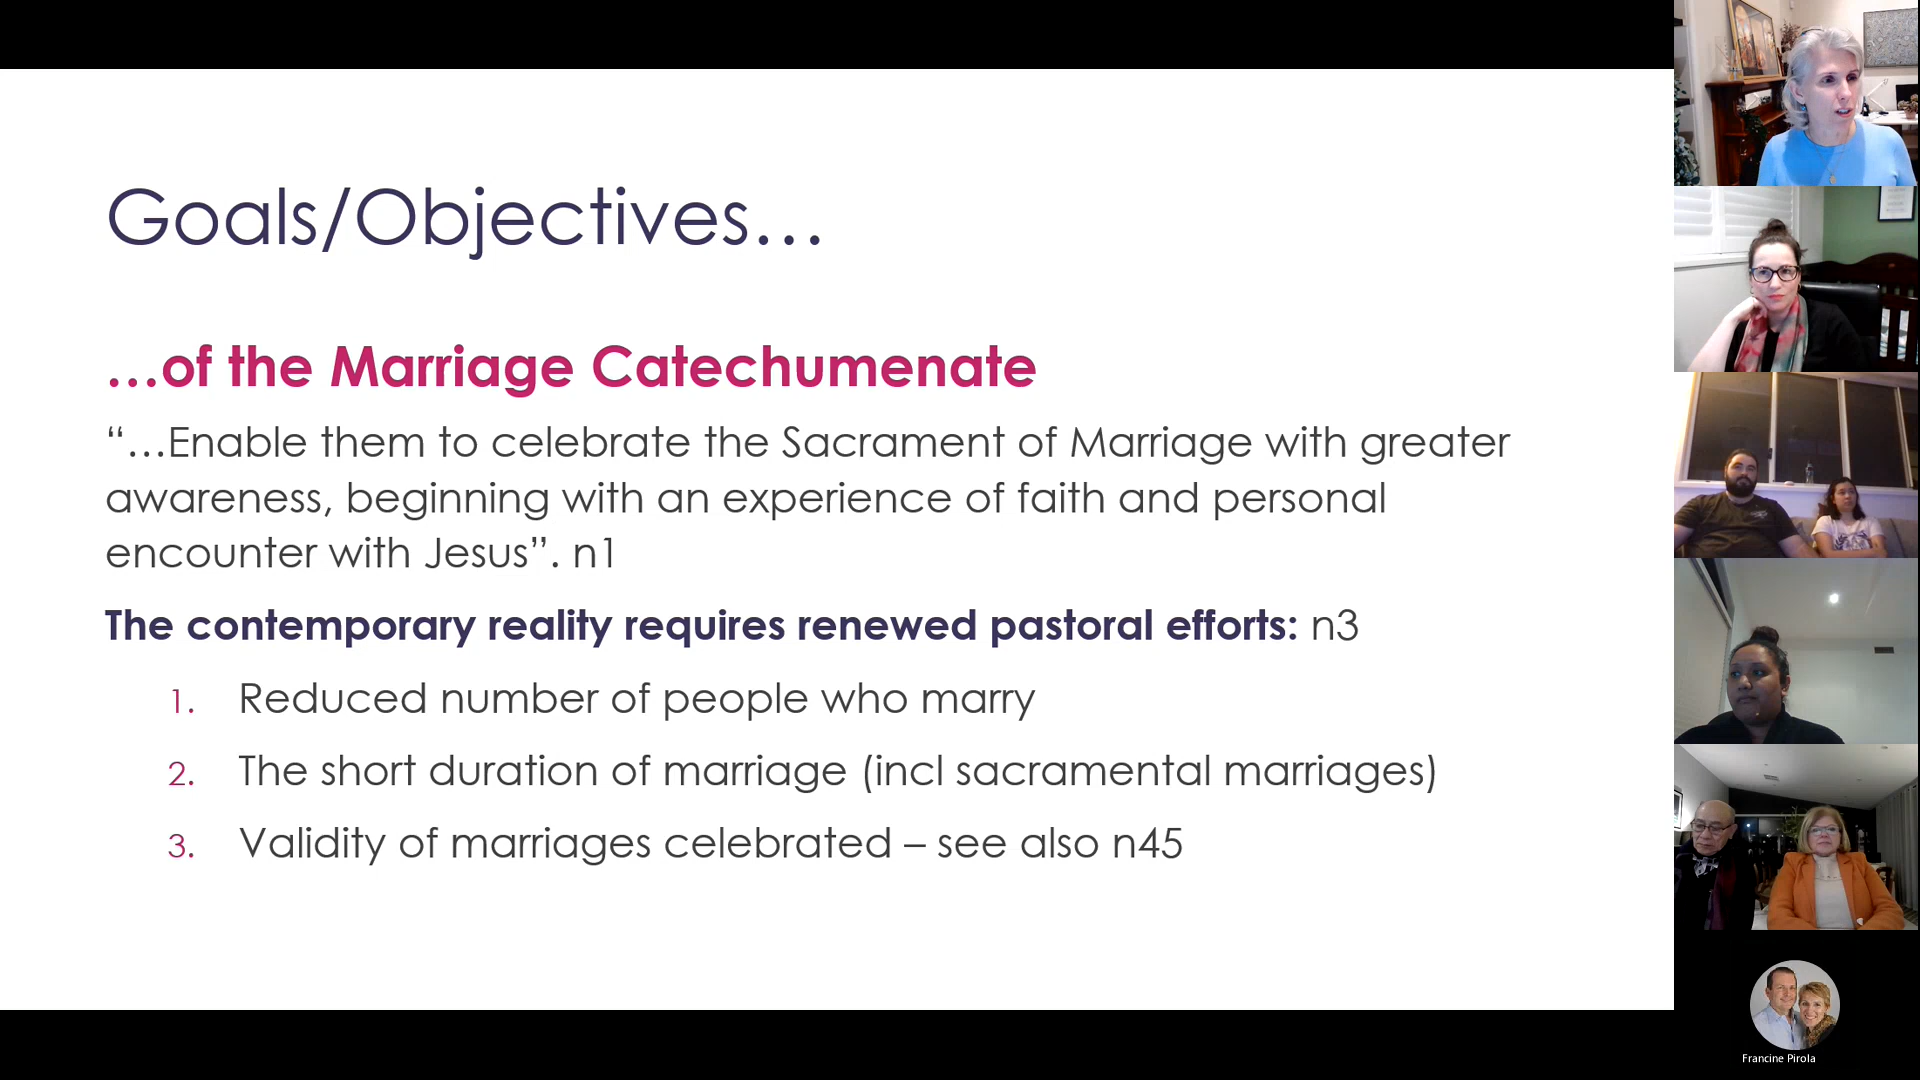 Goals/Objectives…
…of the Marriage Catechumenate
“…Enable them to celebrate the Sacrament of Marriage with greater
awareness, beginning with an experience of faith and personal
encounter with Jesus”. n1
The contemporary reality requires renewed pastoral efforts: n3
1. Reduced number of people who marry
2. The short duration of marriage (incl sacramental marriages)
3. Validity of marriages celebrated – see also n45
Francine Pirola